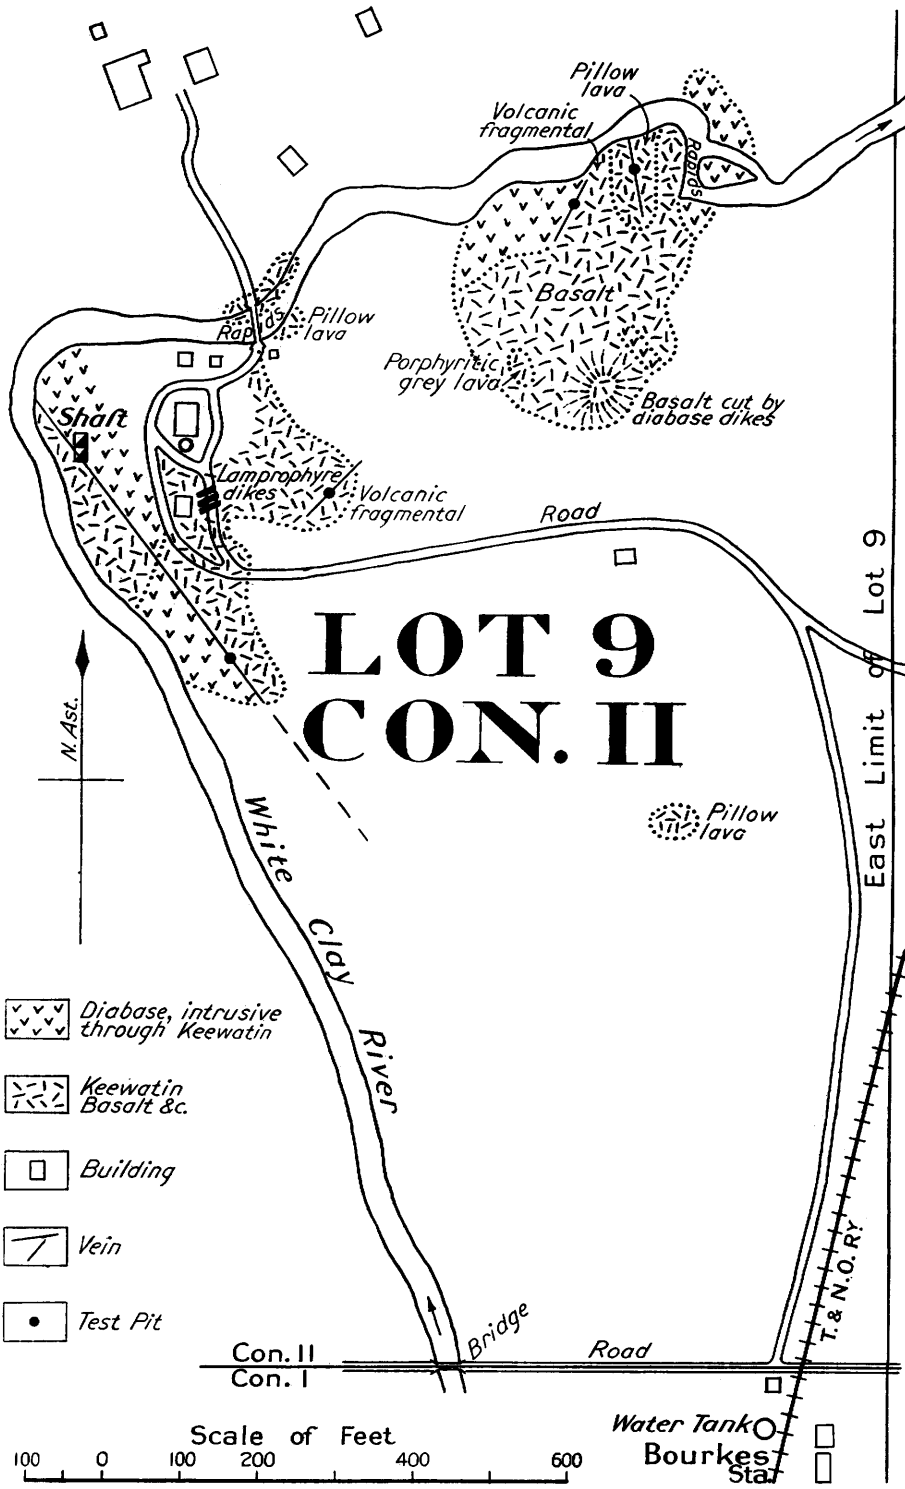 Pillow
lava
Volcanic
fragmental
Rapids
Basalt
Rapids
Pillow
lava
Porphyritic
grey lava
Basalt cut by
diabase dikes
Shaft
Lamprophyre
dikes
Volcanic
fragmental
Road
East Limit of Lot 9
LOT 9
CON. II
N. Ast.
Pillow
lava
White Clay River
Diabase, intrusive
through Keewatin
Keewatin
Basalt &c.
Building
Vein
Test Pit
T. & N. O. RY.
Bridge
Road
Con. II
Con. I
Water Tank
Bourkes
Sta.
Scale of Feet
100 0 100 200 400 600